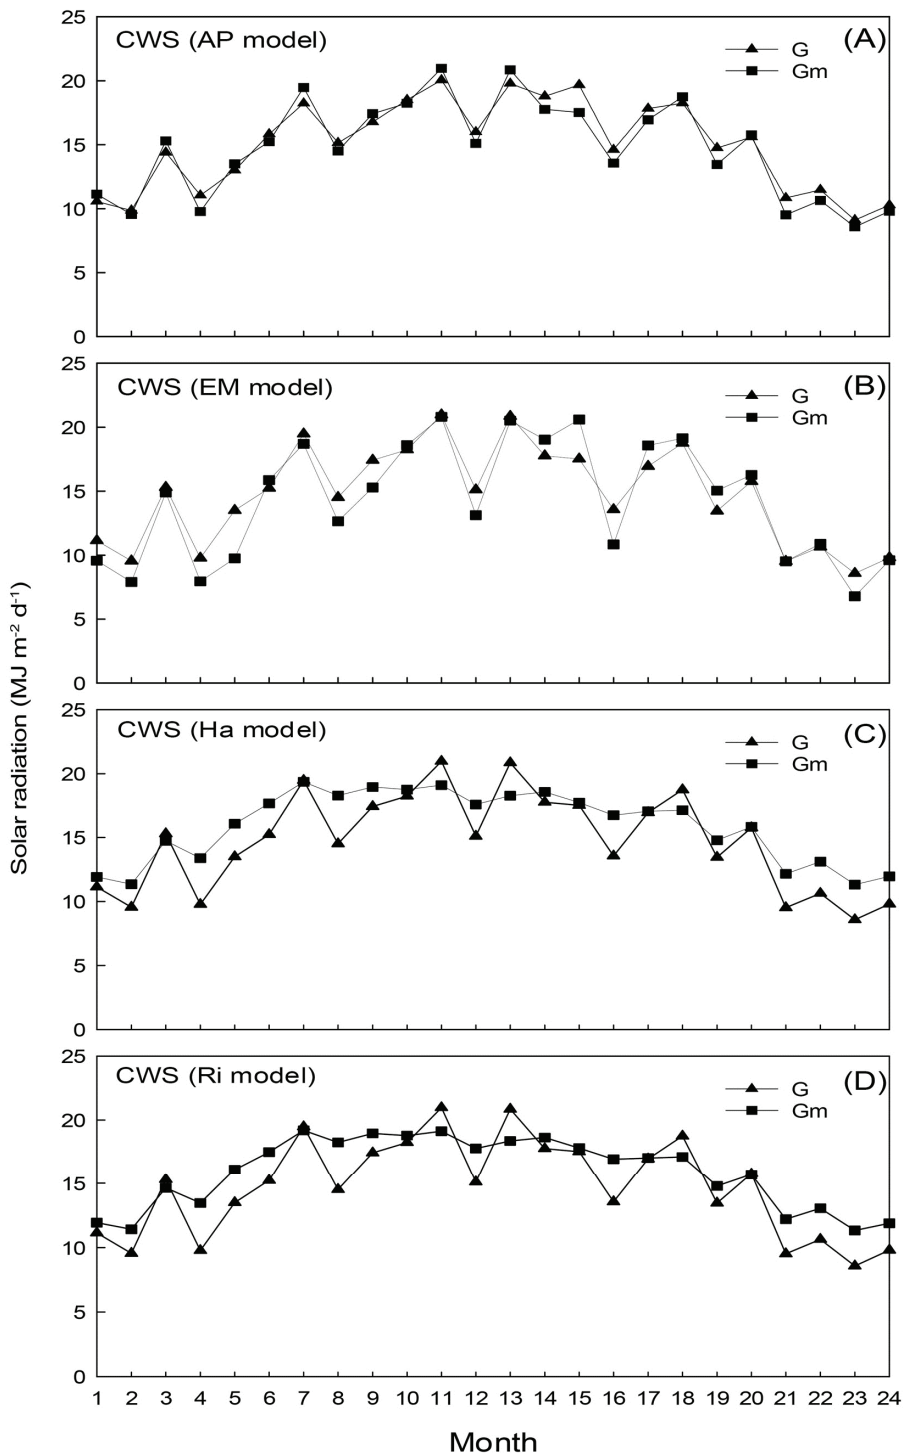 25
CWS (AP model)
(A)
G
Gm
20
15
10
5
0
25
CWS (EM model)
(B)
G
Gm
20
15
10
5
0
25
CWS (Ha model)
(C)
G
Gm
20
15
10
5
0
25
CWS (Ri model)
(D)
G
Gm
20
15
10
5
0
1 2 3 4 5 6 7 8 9 10 11 12 13 14 15 16 17 18 19 20 21 22 23 24
Month
Solar radiation (MJ m⁻² d⁻¹)